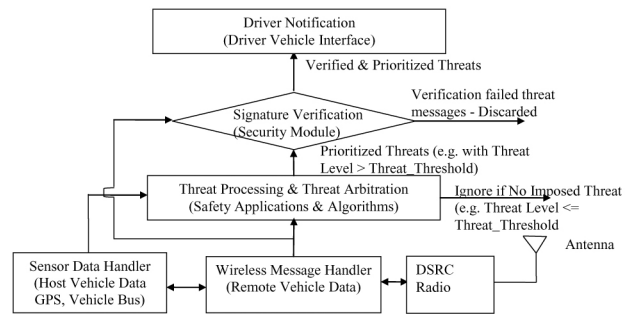 Driver Notification
(Driver Vehicle Interface)
Verified & Prioritized Threats
Signature Verification
(Security Module)
Verification failed threat
messages - Discarded
Prioritized Threats (e.g. with Threat
Level > Threat_Threshold)
Threat Processing & Threat Arbitration
(Safety Applications & Algorithms)
Ignore if No Imposed Threat
(e.g. Threat Level <=
Threat_Threshold
Antenna
Sensor Data Handler
(Host Vehicle Data
GPS, Vehicle Bus)
Wireless Message Handler
(Remote Vehicle Data)
DSRC
Radio